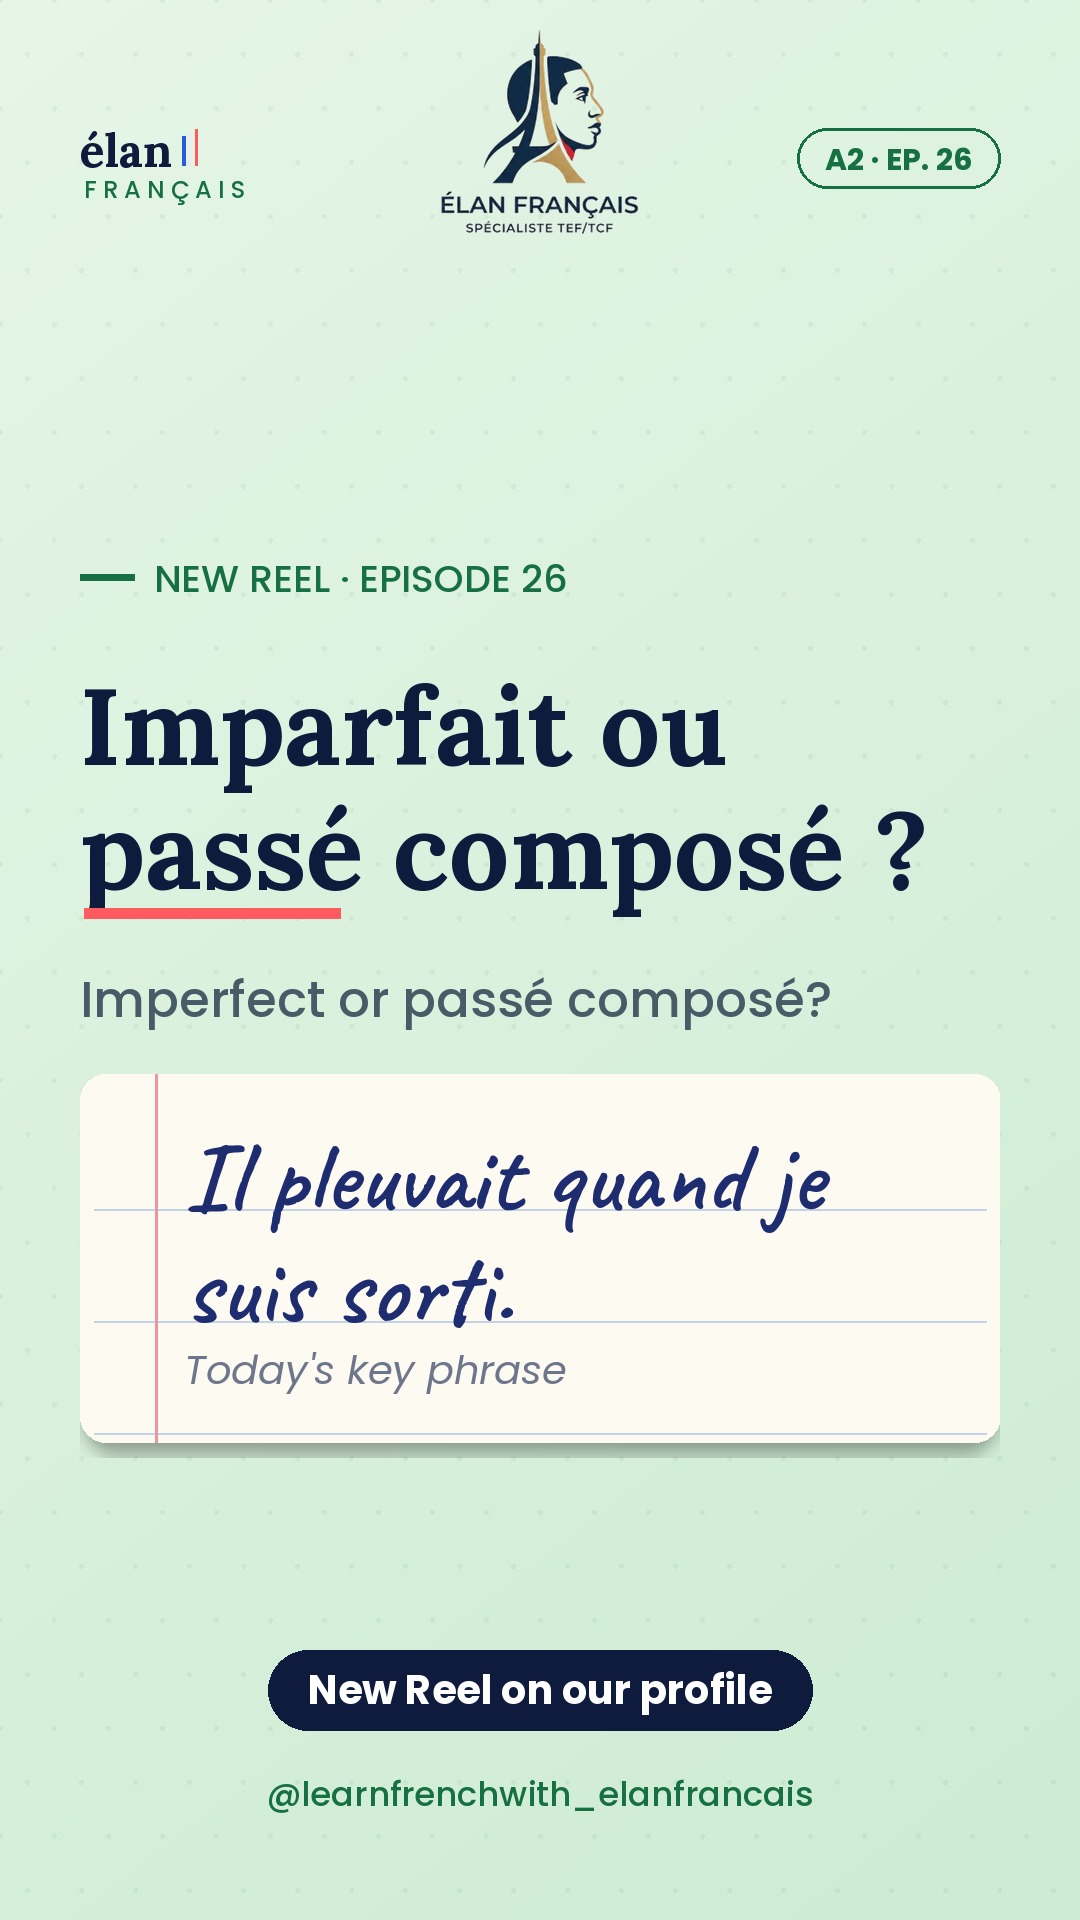 élan
FRANÇAIS
ÉLAN FRANÇAIS
SPÉCIALISTE TEF/TCF
A2 · EP. 26
NEW REEL · EPISODE 26
Imparfait ou
passé composé ?
Imperfect or passé composé?
Il pleuvait quand je
suis sorti.
Today's key phrase
New Reel on our profile
@learnfrenchwith_elanfrancais